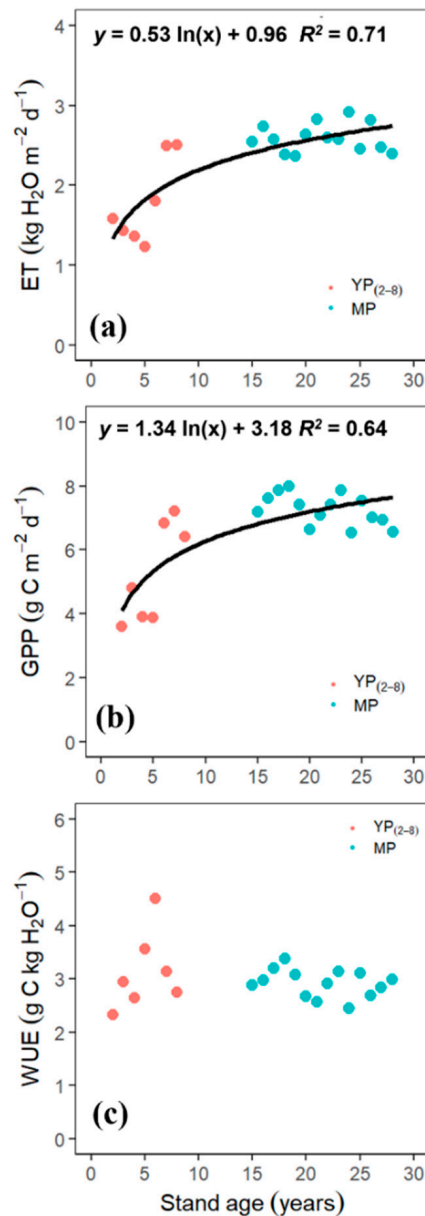 y = 0.53 ln(x) + 0.96 R² = 0.71
4
3
2
1
0
ET (kg H₂O m⁻² d⁻¹)
YP(2–8)
MP
(a)
0 5 10 15 20 25 30
y = 1.34 ln(x) + 3.18 R² = 0.64
10
8
6
4
2
0
GPP (g C m⁻² d⁻¹)
YP(2–8)
MP
(b)
0 5 10 15 20 25 30
YP(2–8)
MP
6
5
4
3
2
1
0
WUE (g C kg H₂O⁻¹)
(c)
0 5 10 15 20 25 30
Stand age (years)